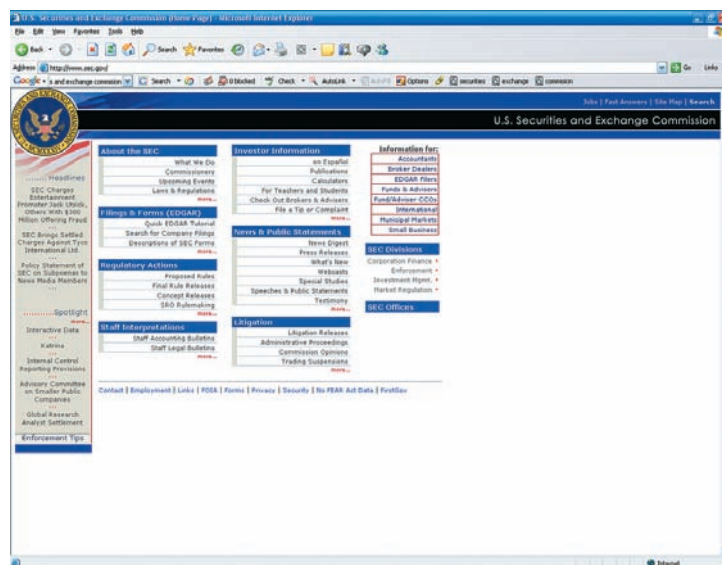 U.S. Securities and Exchange Commission (Home Page) - Microsoft Internet Explorer
File Edit View Favorites Tools Help
Back Search Favorites
Address http://www.sec.gov/ Go Links
Google Search blocked Check AutoLink Options securities exchange
Jobs | Fast Answers | Site Map | Search
U.S. Securities and Exchange Commission
Headlines
SEC Charges
Entertainment
Promoter Jack Utsick,
Others With $300
Million Offering Fraud
SEC Brings Settled
Charges Against Tyco
International Ltd.
Policy Statement of
SEC on Subpoenas to
News Media Members
Spotlight
more...
Interactive Data
Katrina
Internal Control
Reporting Provisions
Advisory Committee
on Smaller Public
Companies
Global Research
Analyst Settlement
Enforcement Tips
About the SEC
What We Do
Commissioners
Upcoming Events
Laws & Regulations
more...
Filings & Forms (EDGAR)
Quick EDGAR Tutorial
Search for Company Filings
Descriptions of SEC Forms
more...
Regulatory Actions
Proposed Rules
Final Rule Releases
Concept Releases
SRO Rulemaking
more...
Staff Interpretations
Staff Accounting Bulletins
Staff Legal Bulletins
more...
Investor Information
en Español
Publications
Calculators
For Teachers and Students
Check Out Brokers & Advisers
File a Tip or Complaint
more...
News & Public Statements
News Digest
Press Releases
What's New
Webcasts
Special Studies
Speeches & Public Statements
Testimony
more...
Litigation
Litigation Releases
Administrative Proceedings
Commission Opinions
Trading Suspensions
more...
Information for:
Accountants
Broker Dealers
EDGAR Filers
Funds & Advisers
Fund/Adviser CCOs
International
Municipal Markets
Small Business
SEC Divisions
Corporation Finance
Enforcement
Investment Mgmt.
Market Regulation
SEC Offices
Contact | Employment | Links | FOIA | Forms | Privacy | Security | No FEAR Act Data | FirstGov
Internet